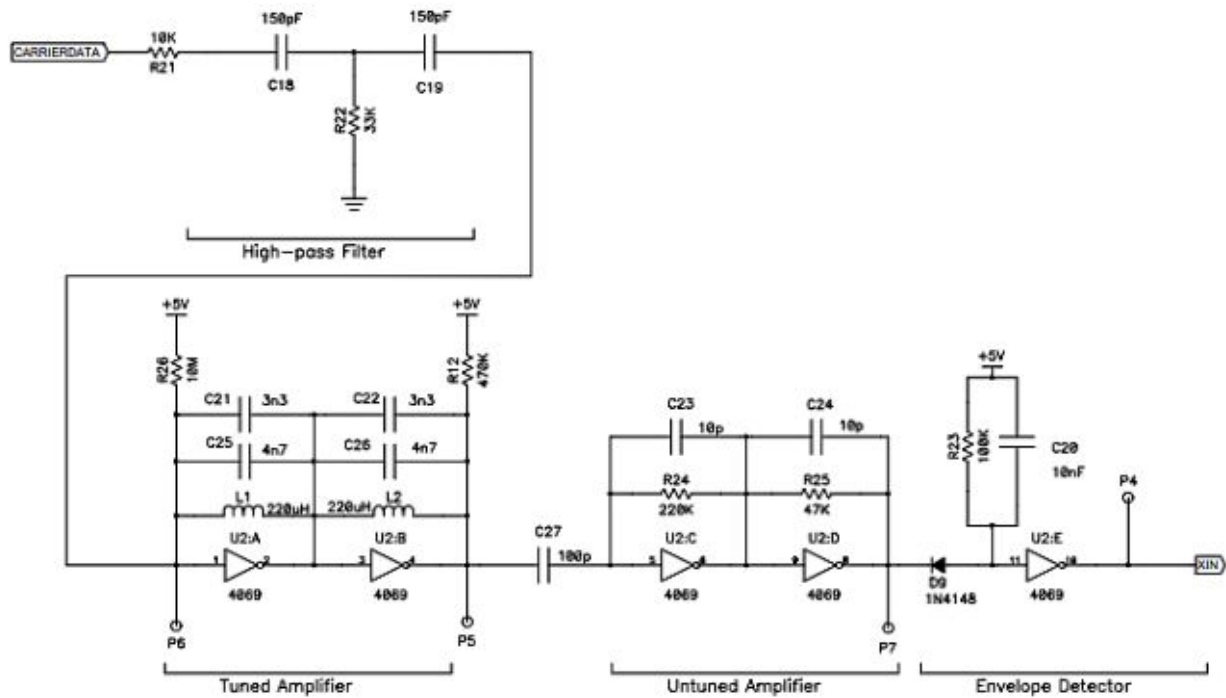 150pF
150pF
CARRIERDATA
10K
R21
C18
C19
R22
33K
High-pass Filter
+5V
+5V
R26
10M
R12
470K
C21
3n3
C22
3n3
C25
4n7
C26
4n7
L1
220uH
220uH
L2
U2:A
U2:B
1
2
3
4
4069
4069
P6
P5
Tuned Amplifier
C27
100p
C23
10p
C24
10p
R24
220K
R25
47K
U2:C
U2:D
5
6
9
8
4069
4069
P7
Untuned Amplifier
+5V
R23
100K
C20
10nF
P4
U2:E
11
10
D9
1N4148
4069
XIN
Envelope Detector